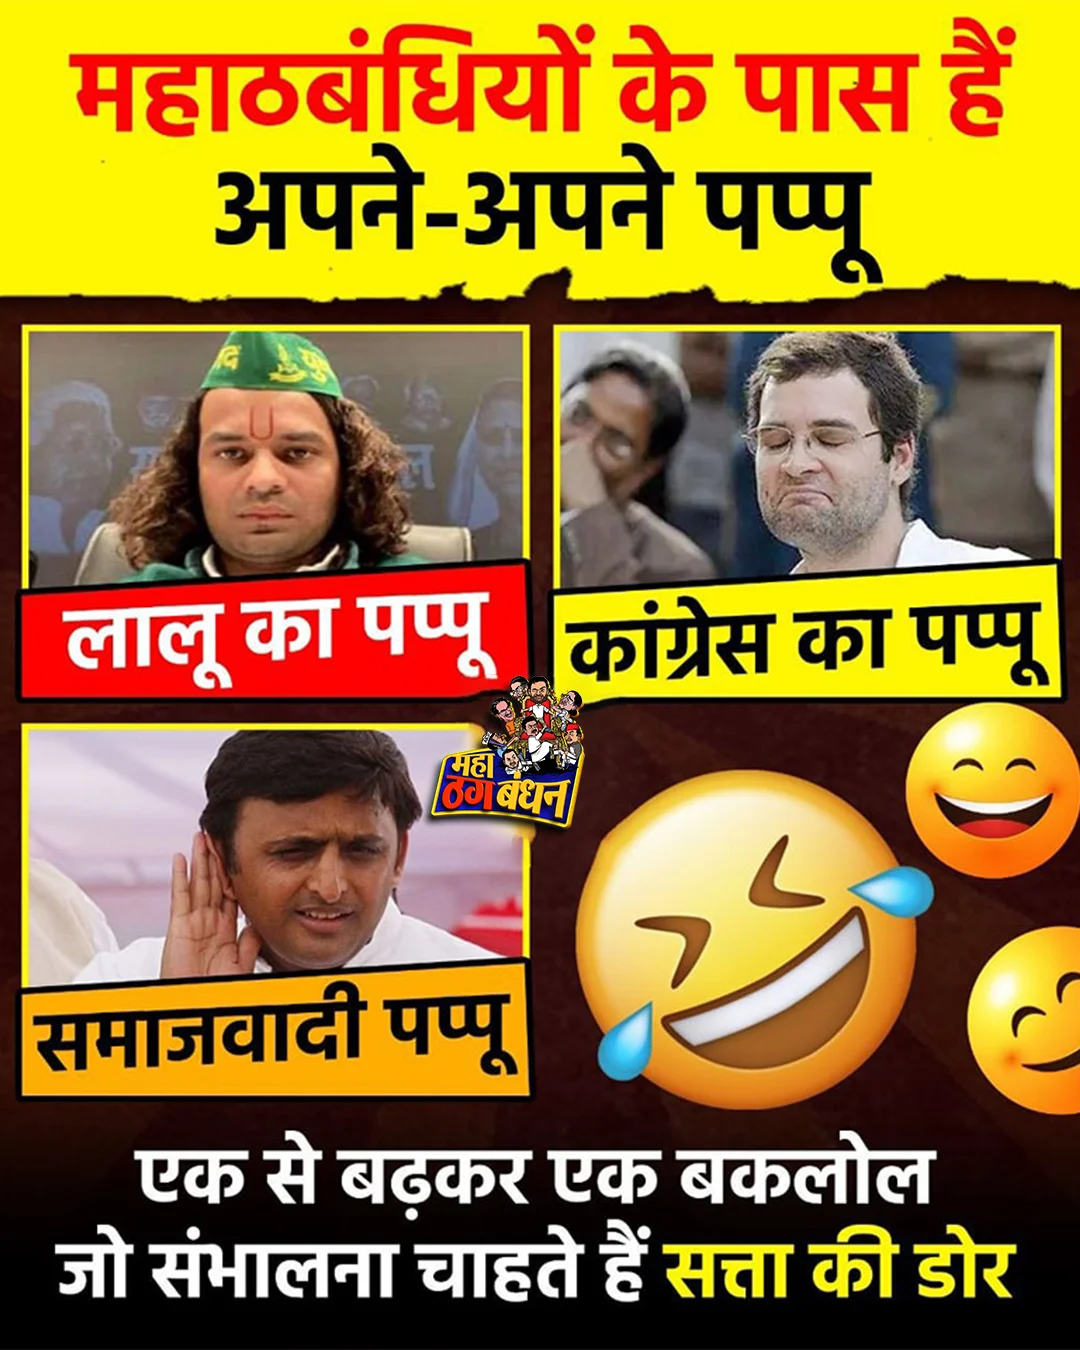 महाठबंधियों के पास हैं
अपने-अपने पप्पू
लालू का पप्पू
कांग्रेस का पप्पू
महा
ठग बंधन
समाजवादी पप्पू
एक से बढ़कर एक बकलोल
जो संभालना चाहते हैं सत्ता की डोर